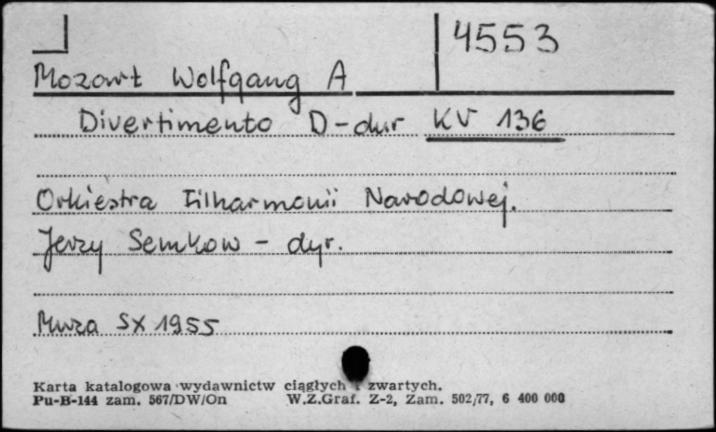 4553
Mozart Wolfgang A
Divertimento D-dur KV 136
Orkiestra Filharmonii Narodowej.
Jerzy Semkow – dyr.
Muza SX 1955
Karta katalogowa wydawnictw ciągłych i zwartych.
Pu-B-144 zam. 567/DW/On W.Z.Graf. Z-2, Zam. 502/77, 6 400 000